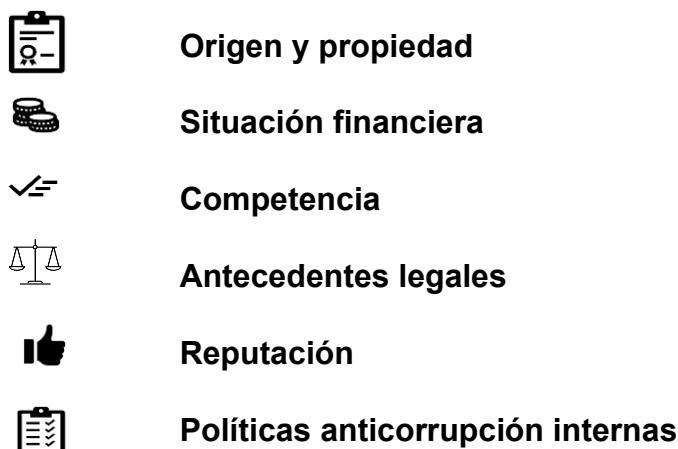 Origen y propiedad
Situación financiera
Competencia
Antecedentes legales
Reputación
Políticas anticorrupción internas